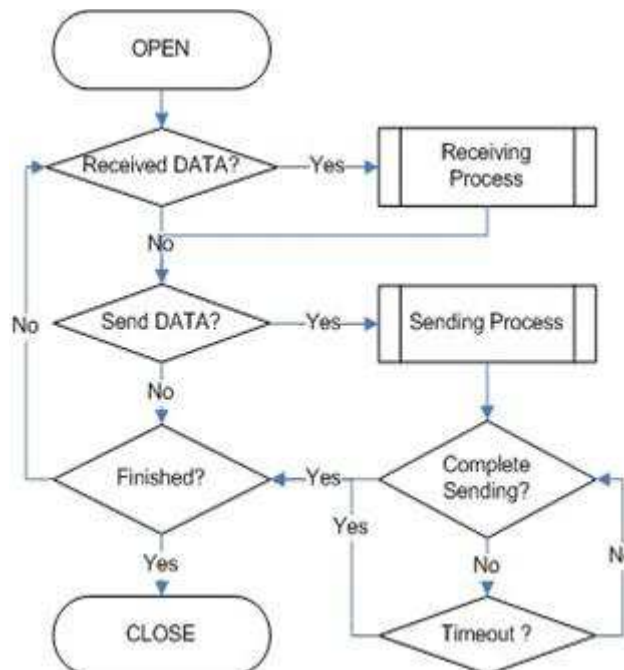 OPEN
Received DATA?
Yes
Receiving
Process
No
Send DATA?
Yes
Sending Process
No
No
Finished?
Yes
Complete
Sending?
Yes
Yes
No
No
CLOSE
Timeout ?